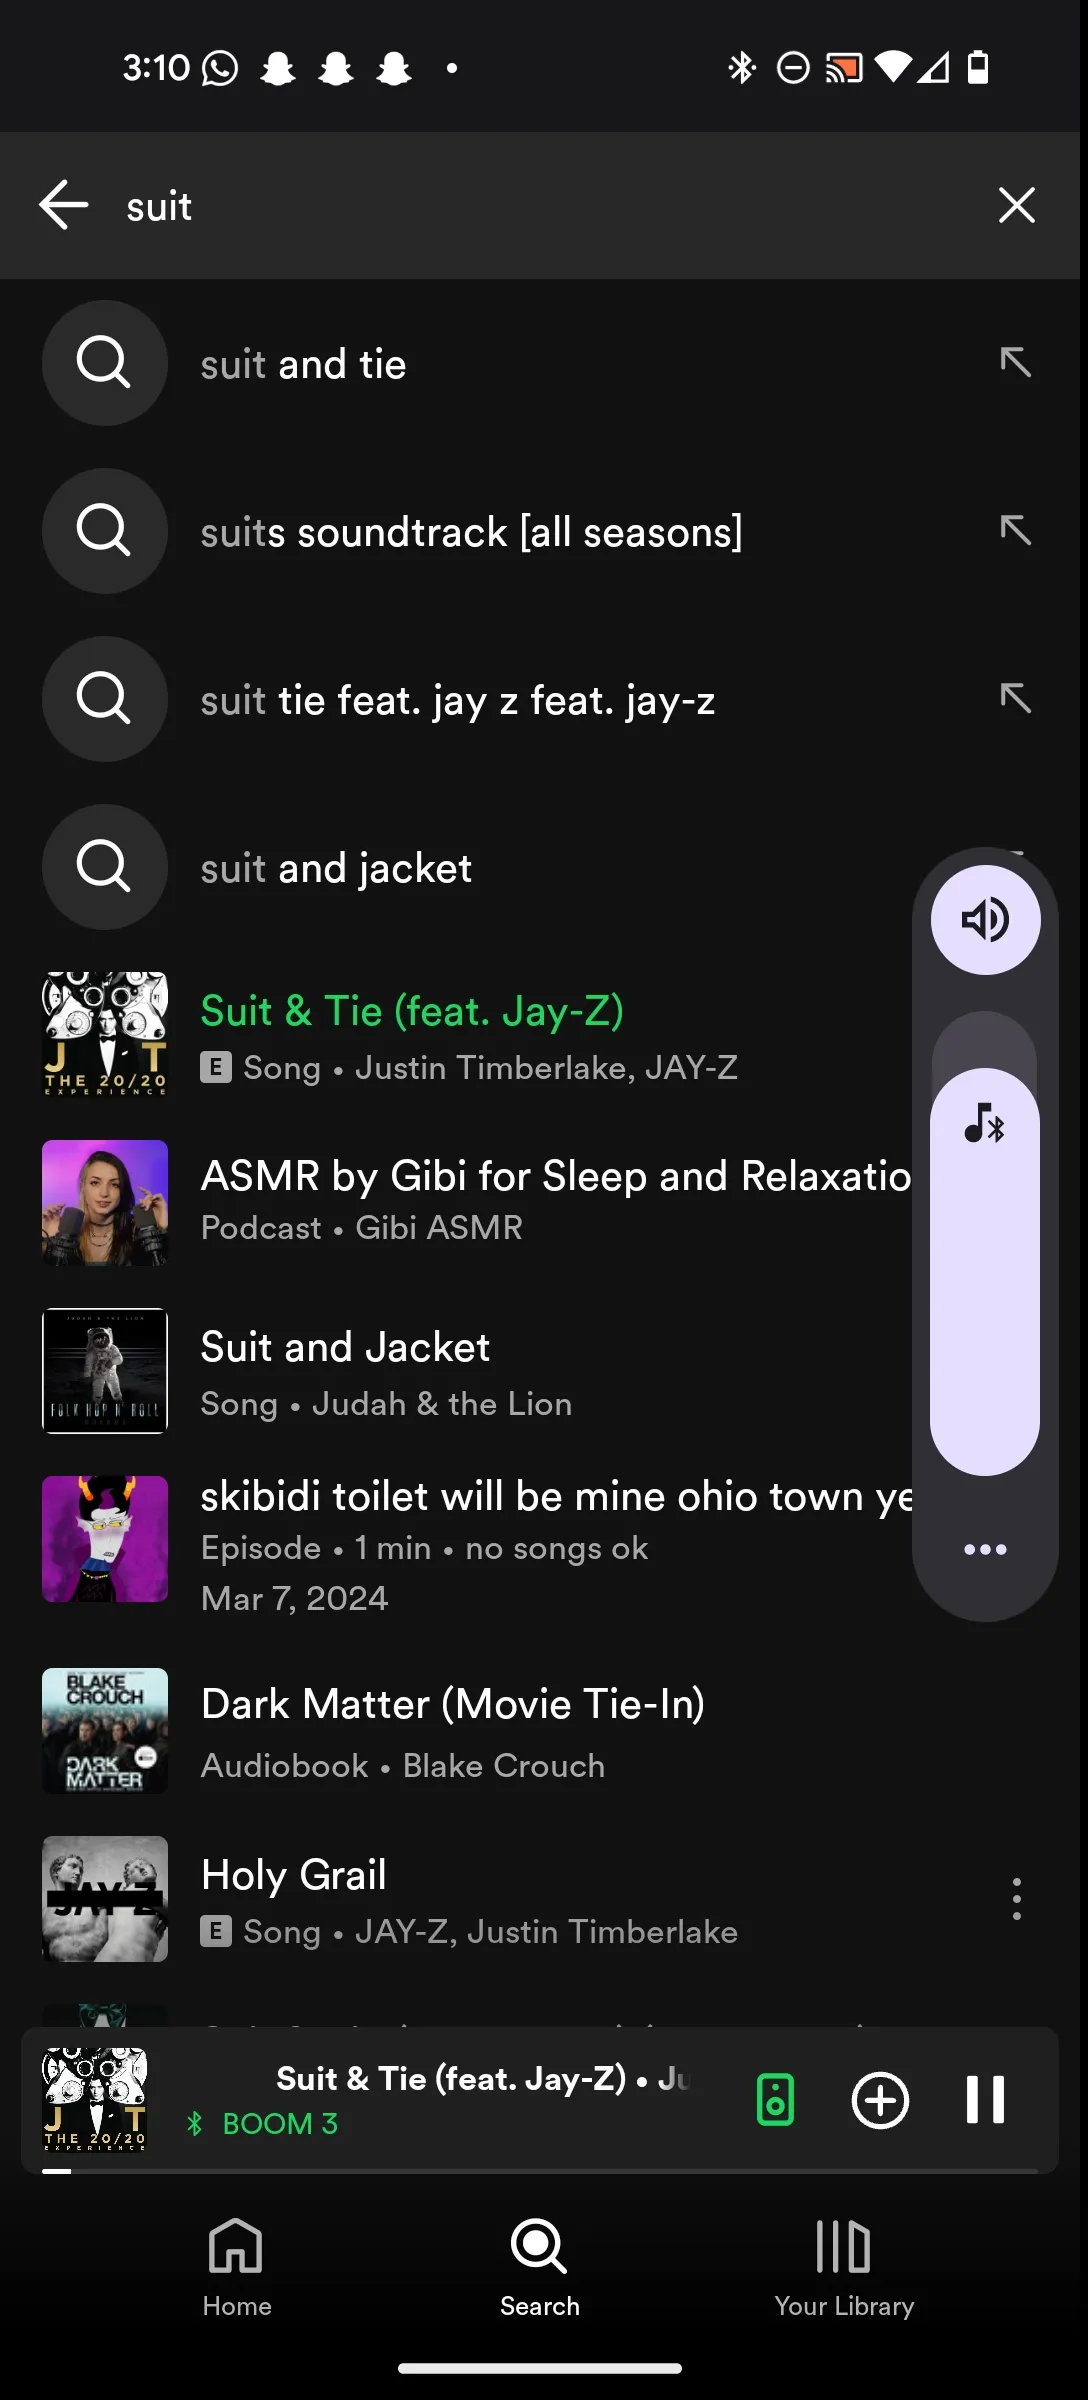 3:10
suit
suit and tie
suits soundtrack [all seasons]
suit tie feat. jay z feat. jay-z
suit and jacket
J T
THE 20/20
EXPERIENCE
Suit & Tie (feat. Jay-Z)
E Song • Justin Timberlake, JAY-Z
ASMR by Gibi for Sleep and Relaxatio
Podcast • Gibi ASMR
JUDAH & THE LION
FOLK HOP N' ROLL
Suit and Jacket
Song • Judah & the Lion
skibidi toilet will be mine ohio town ye
Episode • 1 min • no songs ok
Mar 7, 2024
BLAKE
CROUCH
DARK
MATTER
Dark Matter (Movie Tie-In)
Audiobook • Blake Crouch
JAY-Z
Holy Grail
E Song • JAY-Z, Justin Timberlake
J T
THE 20/20
EXPERIENCE
Suit & Tie (feat. Jay-Z) • Ju
BOOM 3
Home
Search
Your Library